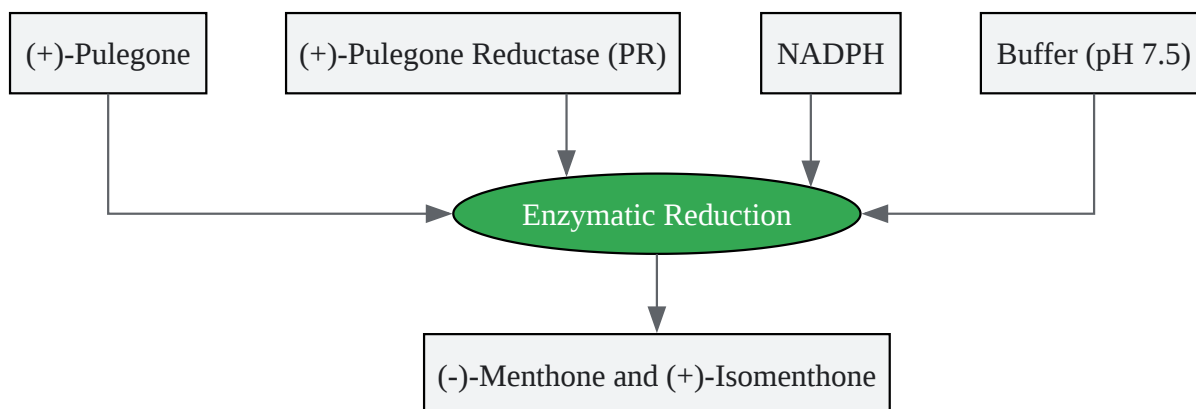 (+)-Pulegone
(+)-Pulegone Reductase (PR)
NADPH
Buffer (pH 7.5)
Enzymatic Reduction
(-)-Menthone and (+)-Isomenthone